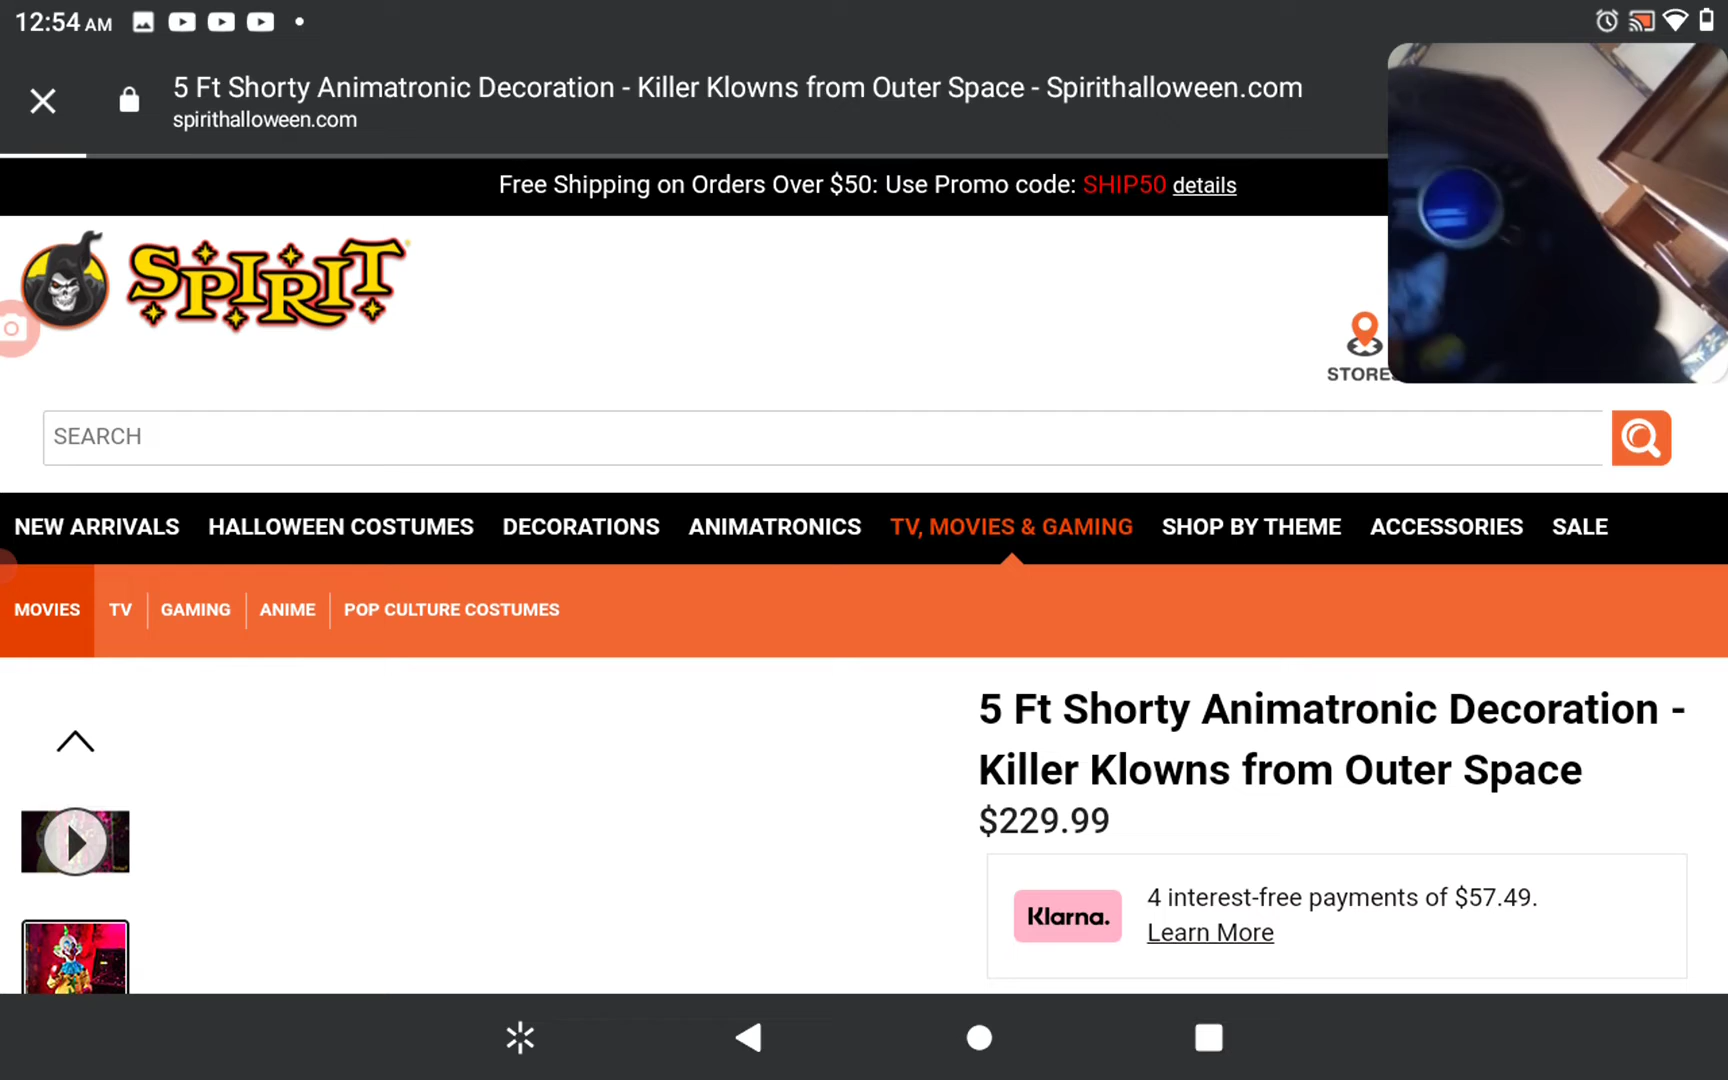 12:54 AM
5 Ft Shorty Animatronic Decoration - Killer Klowns from Outer Space - Spirithalloween.com
spirithalloween.com
Free Shipping on Orders Over $50: Use Promo code: SHIP50 details
SPIRIT
STORES
SEARCH
NEW ARRIVALS HALLOWEEN COSTUMES DECORATIONS ANIMATRONICS TV, MOVIES & GAMING SHOP BY THEME ACCESSORIES SALE
MOVIES TV GAMING ANIME POP CULTURE COSTUMES
5 Ft Shorty Animatronic Decoration -
Killer Klowns from Outer Space
$229.99
Klarna. 4 interest-free payments of $57.49.
Learn More